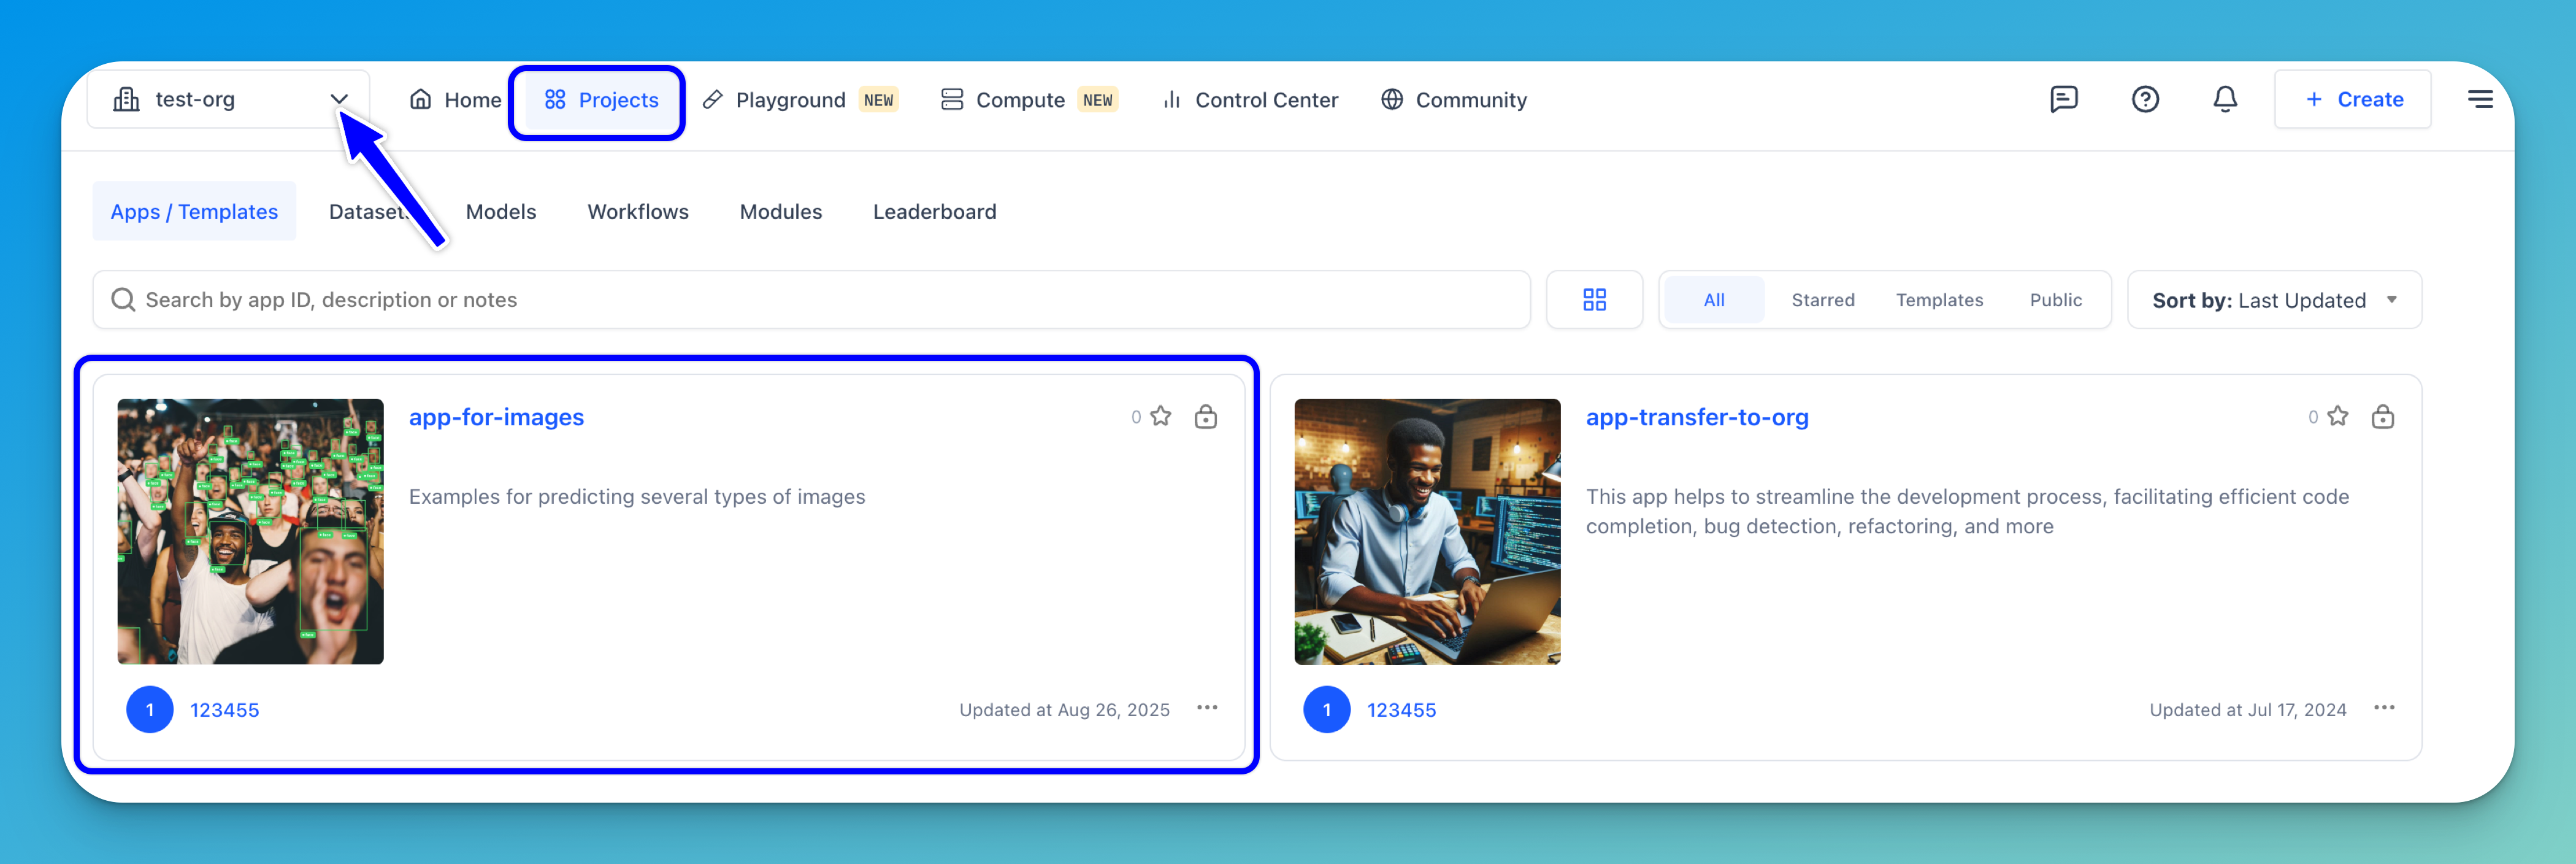 test-org
Home
Projects
Playground NEW
Compute NEW
Control Center
Community
+ Create
Apps / Templates
Datasets
Models
Workflows
Modules
Leaderboard
Search by app ID, description or notes
All
Starred
Templates
Public
Sort by: Last Updated
app-for-images
0
Examples for predicting several types of images
1
123455
Updated at Aug 26, 2025
app-transfer-to-org
0
This app helps to streamline the development process, facilitating efficient code
completion, bug detection, refactoring, and more
1
123455
Updated at Jul 17, 2024